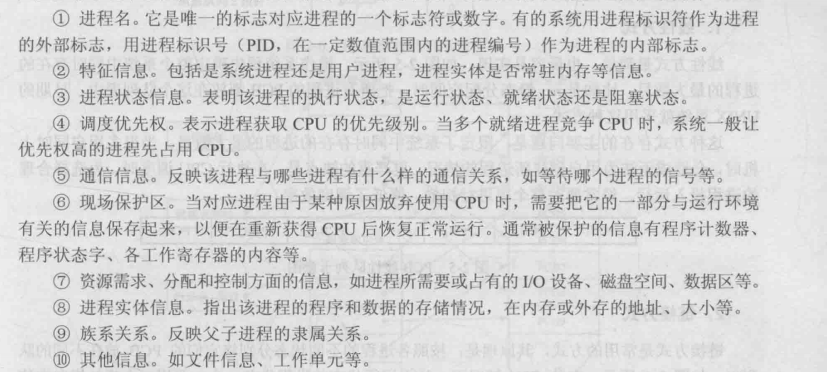 ① 进程名。它是唯一的标志对应进程的一个标志符或数字。有的系统用进程标识符作为进程
的外部标志，用进程标识号（PID，在一定数值范围内的进程编号）作为进程的内部标志。
② 特征信息。包括是系统进程还是用户进程，进程实体是否常驻内存等信息。
③ 进程状态信息。表明该进程的执行状态，是运行状态、就绪状态还是阻塞状态。
④ 调度优先权。表示进程获取 CPU 的优先级别。当多个就绪进程竞争 CPU 时，系统一般让
优先权高的进程先占用 CPU。
⑤ 通信信息。反映该进程与哪些进程有什么样的通信关系，如等待哪个进程的信号等。
⑥ 现场保护区。当对应进程由于某种原因放弃使用 CPU 时，需要把它的一部分与运行环境
有关的信息保存起来，以便在重新获得 CPU 后恢复正常运行。通常被保护的信息有程序计数器、
程序状态字、各工作寄存器的内容等。
⑦ 资源需求、分配和控制方面的信息，如进程所需要或占有的 I/O 设备、磁盘空间、数据区等。
⑧ 进程实体信息。指出该进程的程序和数据的存储情况，在内存或外存的地址、大小等。
⑨ 族系关系。反映父子进程的隶属关系。
⑩ 其他信息。如文件信息、工作单元等。